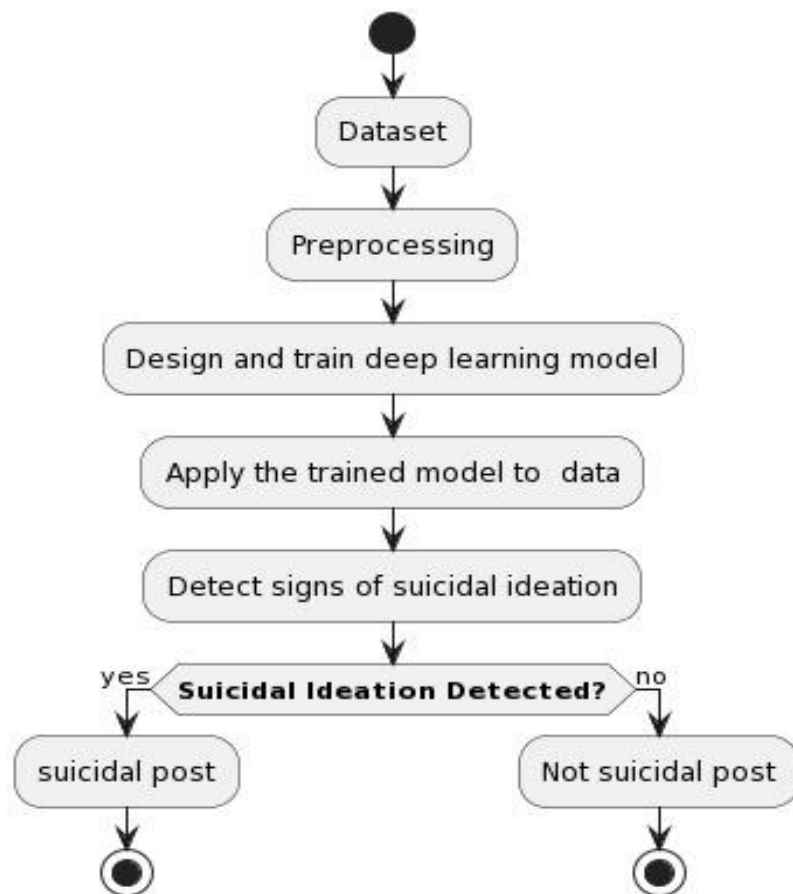 Dataset
Preprocessing
Design and train deep learning model
Apply the trained model to data
Detect signs of suicidal ideation
yes
Suicidal Ideation Detected?
no
suicidal post
Not suicidal post